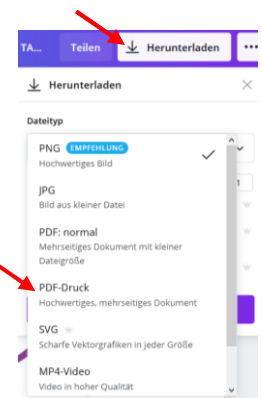 TA... Teilen Herunterladen ...
Herunterladen
Dateityp
PNG EMPFEHLUNG
Hochwertiges Bild
1
JPG
Bild aus kleiner Datei
PDF: normal
Mehrseitiges Dokument mit kleiner
Dateigröße
PDF-Druck
Hochwertiges, mehrseitiges Dokument
SVG
Scharfe Vektorgrafiken in jeder Größe
MP4-Video
Video in hoher Qualität